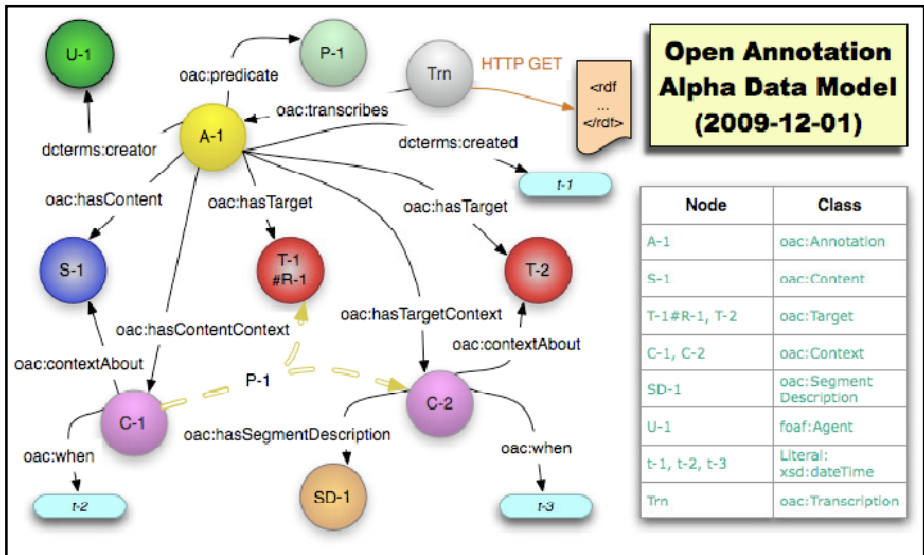 U-1
P-1
oac:predicate
Trn
HTTP GET
<rdf
...
</rdf>
Open Annotation
Alpha Data Model
(2009-12-01)
oac:transcribes
A-1
dcterms:creator
dcterms:created
t-1
oac:hasContent
oac:hasTarget
oac:hasTarget
S-1
T-1
#R-1
T-2
oac:hasContentContext
oac:hasTargetContext
oac:contextAbout
oac:contextAbout
P-1
C-1
C-2
oac:when
oac:hasSegmentDescription
oac:when
t-2
SD-1
t-3
Node Class
A-1 oac:Annotation
S-1 oac:Content
T-1#R-1, T-2 oac:Target
C-1, C-2 oac:Context
SD-1 oac:Segment
Description
U-1 foaf:Agent
t-1, t-2, t-3 Literal:
xsd:dateTime
Trn oac:Transcription